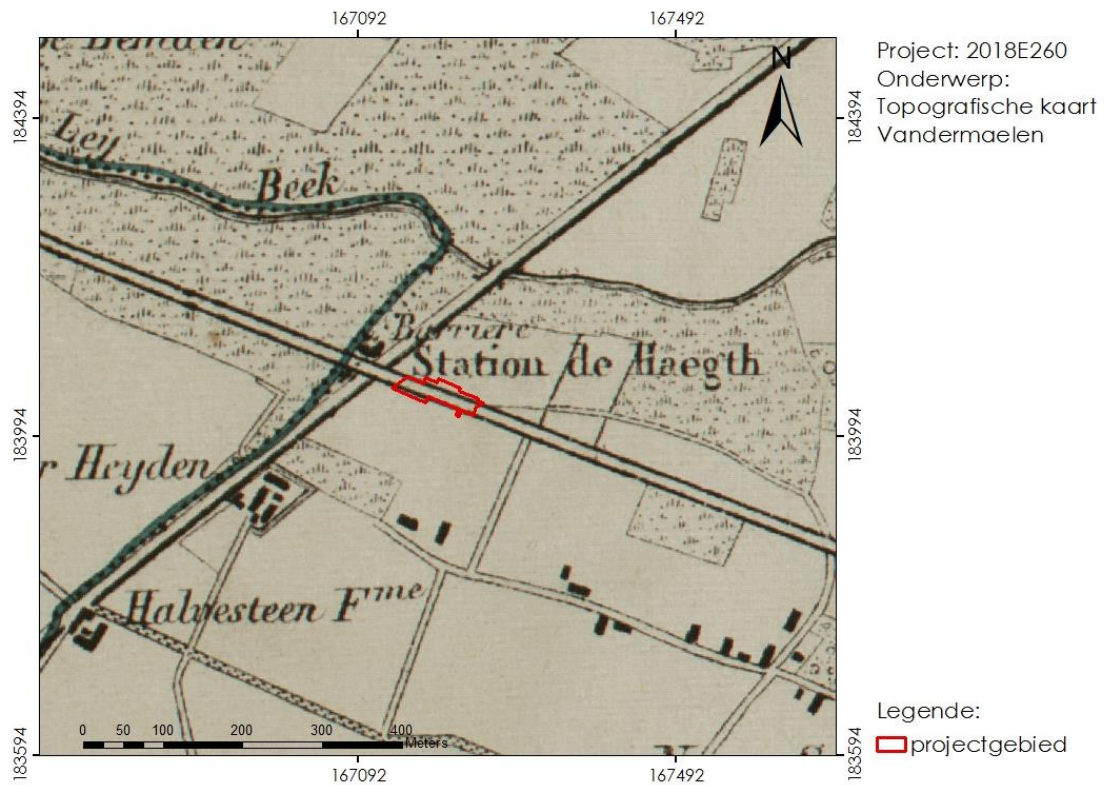 167092 167492
Project: 2018E260
Onderwerp:
Topografische kaart
Vandermaelen
N
184394 184394
Ley
Beek
Barriere
Station de Haegth
183994 183994
r Heyden
Halvesteen Fme
Legende:
projectgebied
0 50 100 200 300 400
Meters
183594 183594
167092 167492